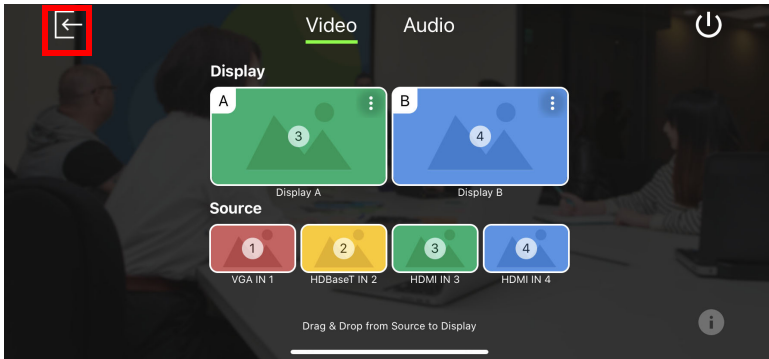 Video Audio
Display
A
3
B
4
Display A Display B
Source
1 2 3 4
VGA IN 1 HDBaseT IN 2 HDMI IN 3 HDMI IN 4
Drag & Drop from Source to Display
i